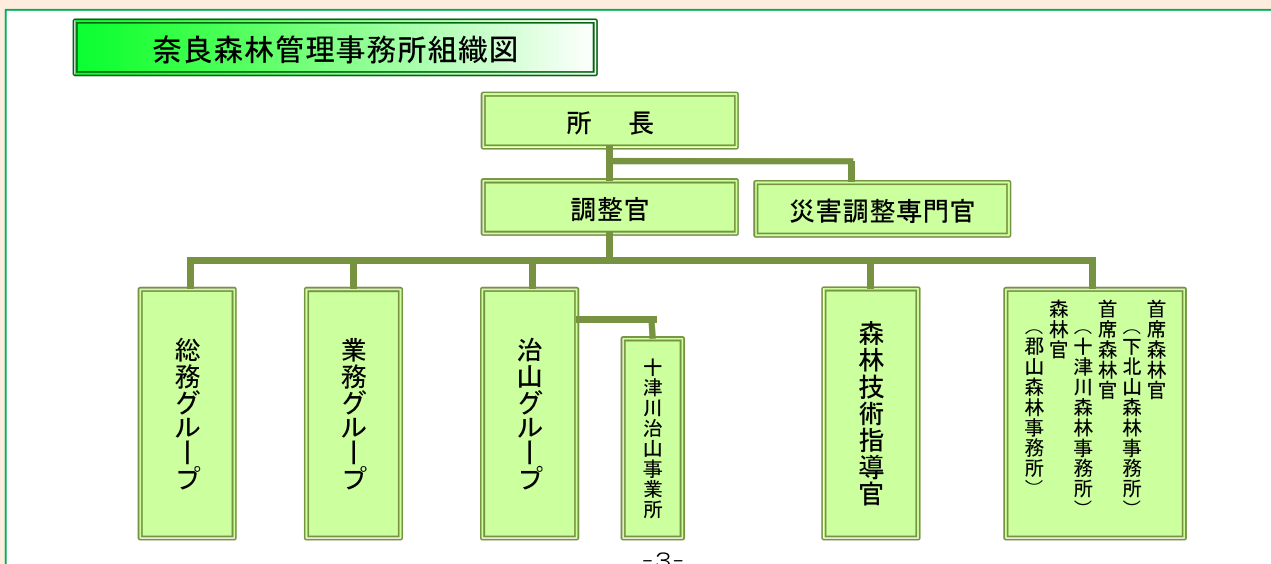 奈良森林管理事務所組織図
所　長
調整官
災害調整専門官
総務グループ
業務グループ
治山グループ
十津川治山事業所
森林技術指導官
首席森林官
（下北山森林事務所）
首席森林官
（十津川森林事務所）
森林官
（郡山森林事務所）
-3-